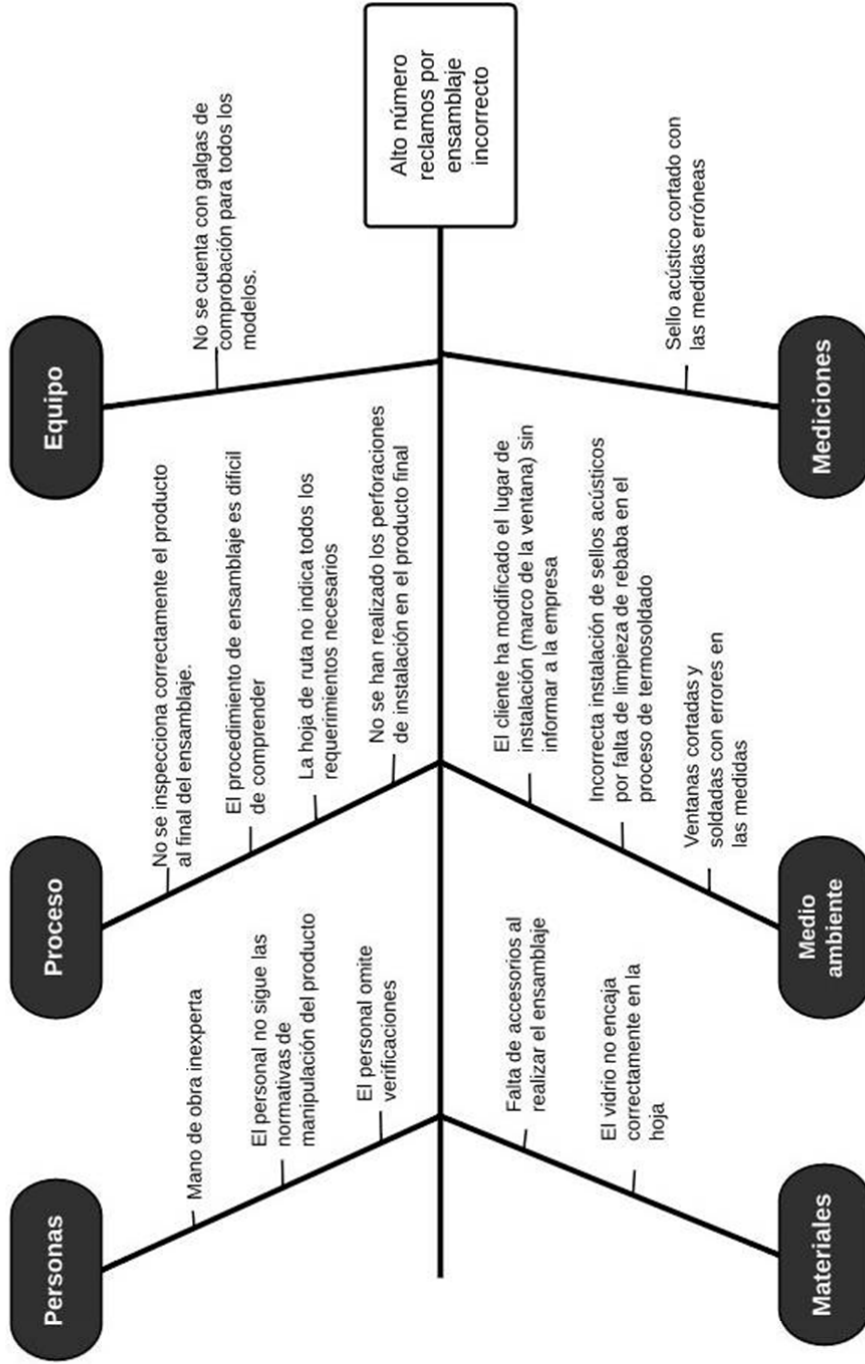 Personas
Proceso
Equipo
Mano de obra inexperta
El personal no sigue las
normativas de
manipulación del producto
El personal omite
verificaciones
No se inspecciona correctamente el producto
al final del ensamblaje.
El procedimiento de ensamblaje es difícil
de comprender
La hoja de ruta no indica todos los
requerimientos necesarios
No se han realizado los perforaciones
de instalación en el producto final
No se cuenta con galgas de
comprobación para todos los
modelos.
Alto número
reclamos por
ensamblaje
incorrecto
Falta de accesorios al
realizar el ensamblaje
El vidrio no encaja
correctamente en la
hoja
El cliente ha modificado el lugar de
instalación (marco de la ventana) sin
informar a la empresa
Incorrecta instalación de sellos acústicos
por falta de limpieza de rebaba en el
proceso de termosoldado
Ventanas cortadas y
soldadas con errores en
las medidas
Sello acústico cortado con
las medidas erróneas
Materiales
Medio
ambiente
Mediciones